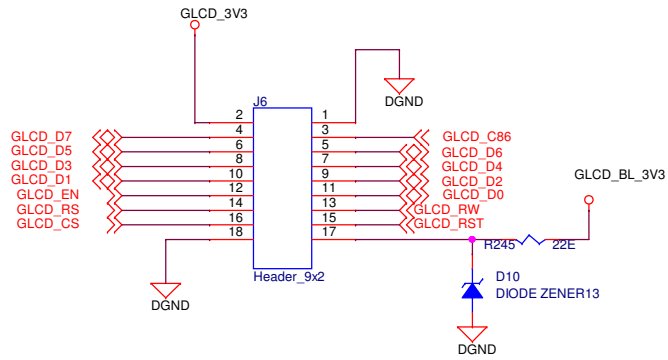 GLCD_3V3
DGND
J6
2 1
GLCD_D7 4 3 GLCD_C86
GLCD_D5 6 5 GLCD_D6
GLCD_D3 8 7 GLCD_D4
GLCD_D1 10 9 GLCD_D2
GLCD_EN 12 11 GLCD_D0
GLCD_RS 14 13 GLCD_RW
GLCD_CS 16 15 GLCD_RST
18 17
GLCD_BL_3V3
R245 22E
Header_9x2
D10
DIODE ZENER13
DGND
DGND